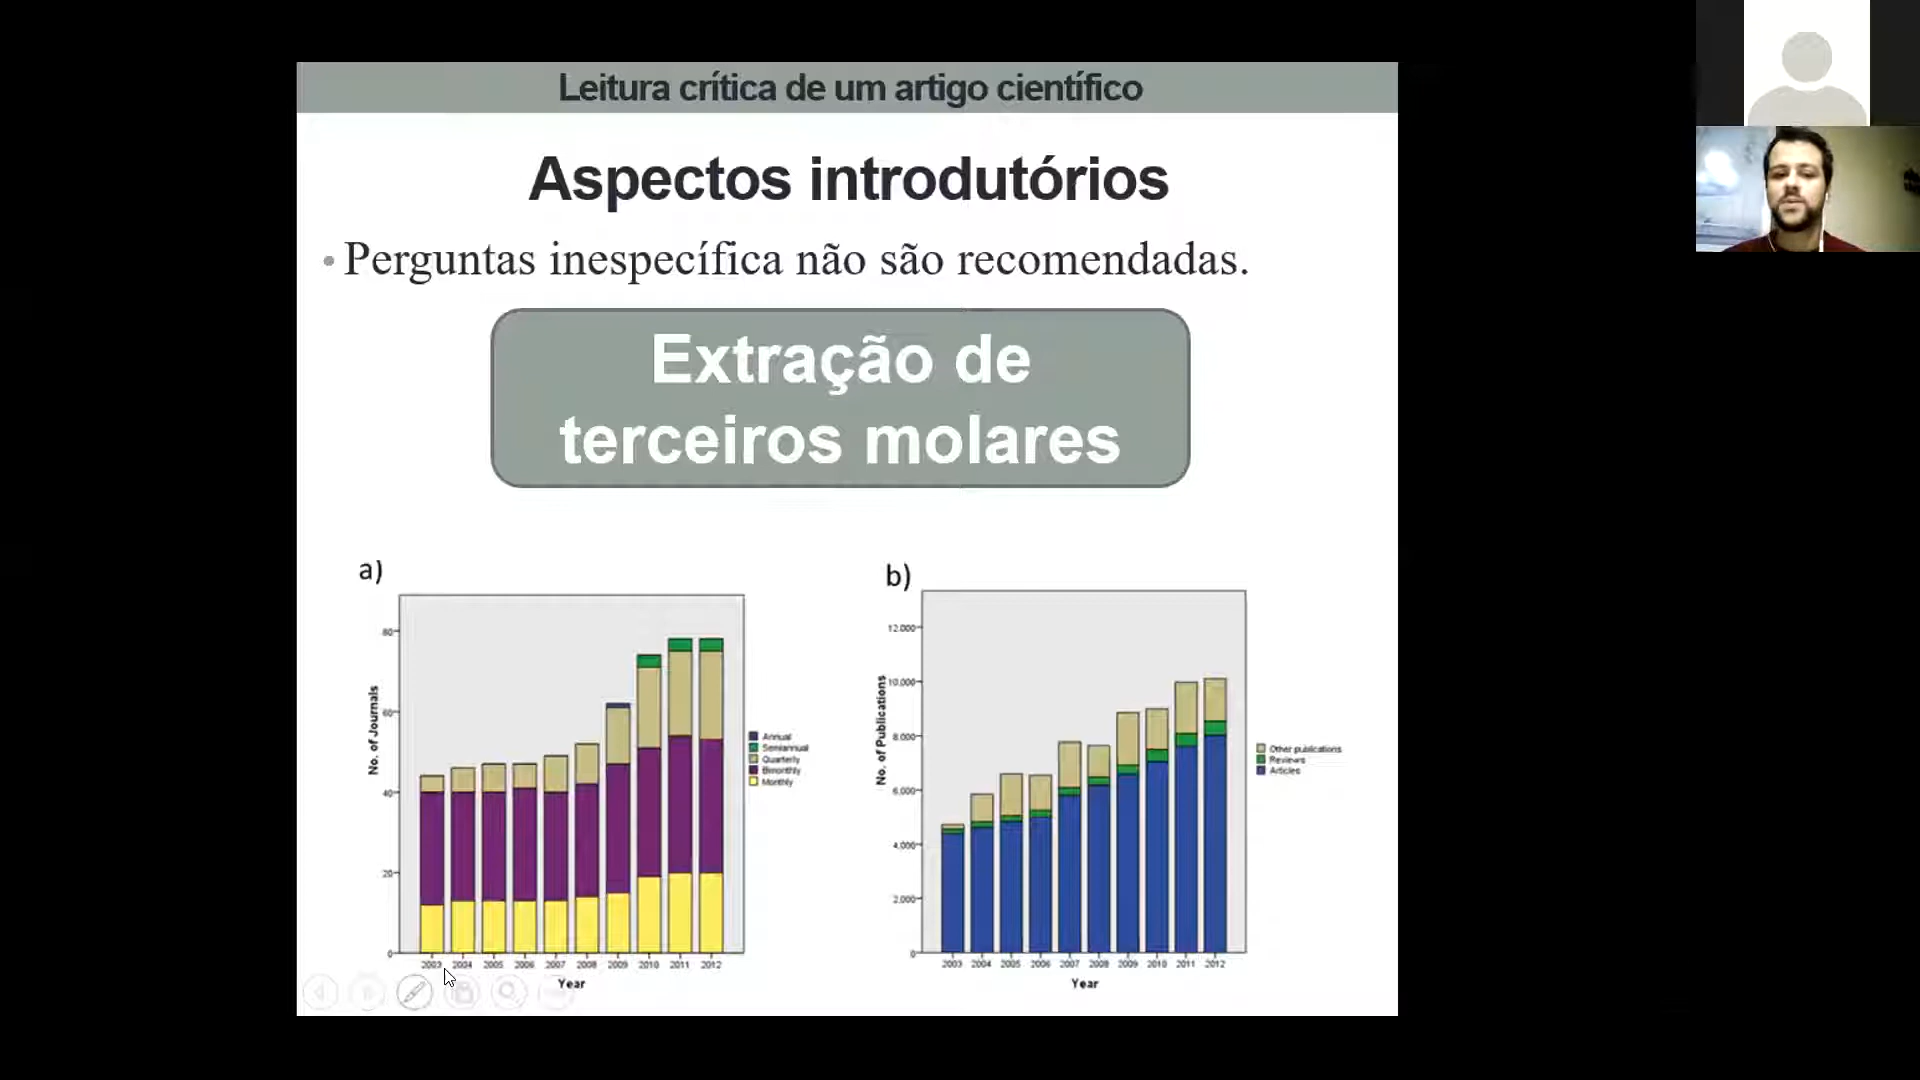 Leitura crítica de um artigo científico
Aspectos introdutórios
• Perguntas inespecífica não são recomendadas.
Extração de
terceiros molares
a)
No. of Journals
80
60
40
20
0
2003 2004 2005 2006 2007 2008 2009 2010 2011 2012
Year
Annual
Semiannual
Quarterly
Bimonthly
Monthly
b)
No. of Publications
12.000
10.000
8.000
6.000
4.000
2.000
0
2003 2004 2005 2006 2007 2008 2009 2010 2011 2012
Year
Other publications
Reviews
Articles